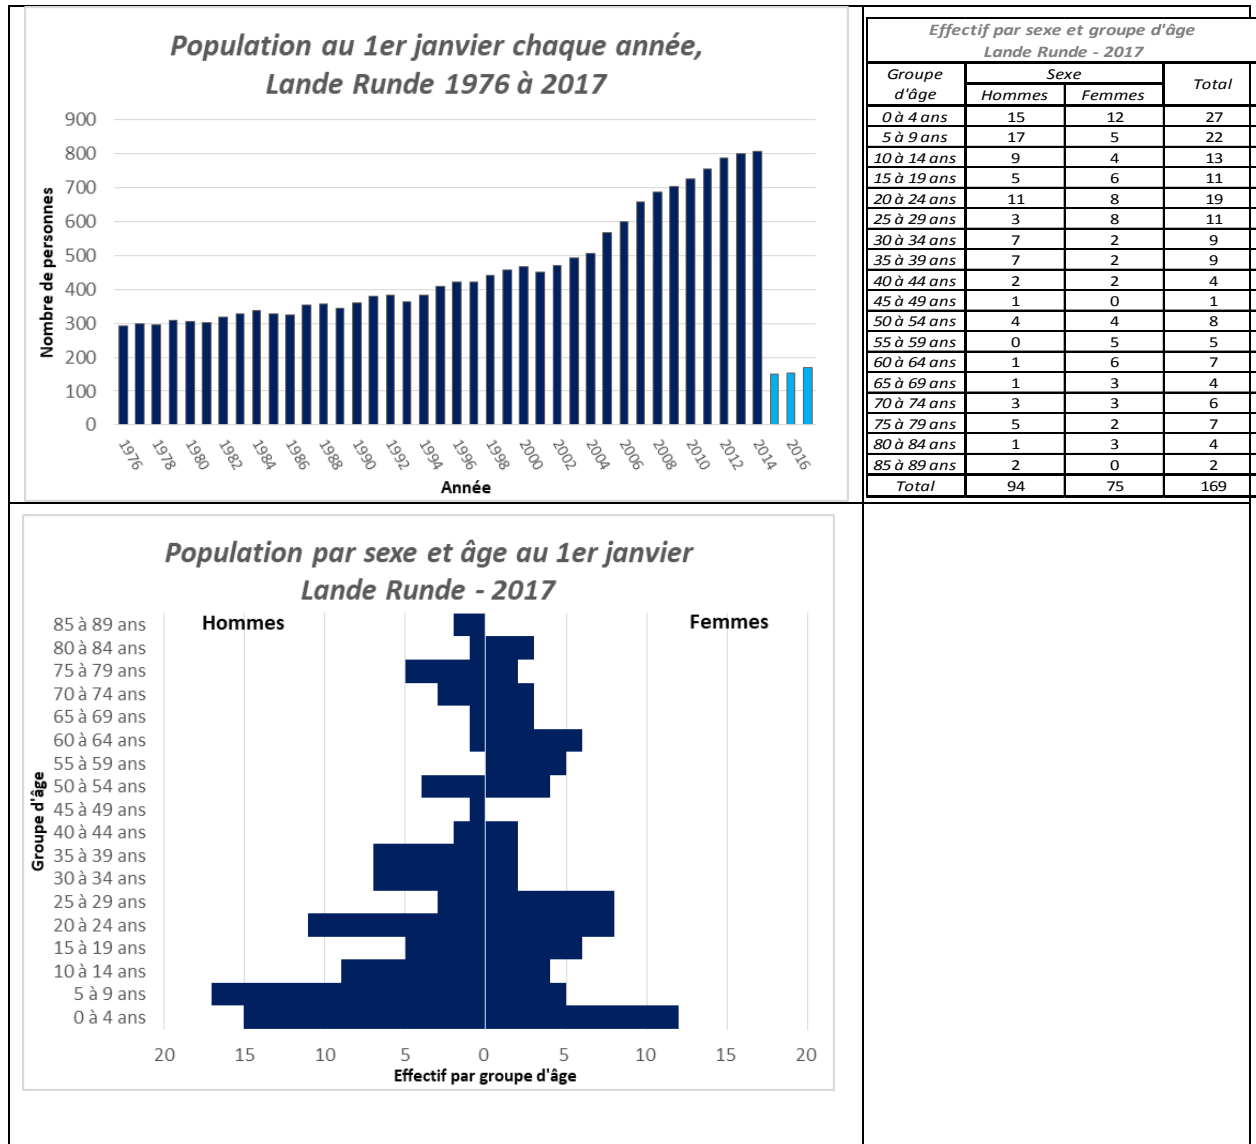 Population au 1er janvier chaque année,
Lande Runde 1976 à 2017
900
800
700
600
500
400
300
200
100
0
Nombre de personnes
1976 1978 1980 1982 1984 1986 1988 1990 1992 1994 1996 1998 2000 2002 2004 2006 2008 2010 2012 2014 2016
Année
Effectif par sexe et groupe d'âge
Lande Runde - 2017
Groupe d'âge Sexe Total
Hommes Femmes
0 à 4 ans 15 12 27
5 à 9 ans 17 5 22
10 à 14 ans 9 4 13
15 à 19 ans 5 6 11
20 à 24 ans 11 8 19
25 à 29 ans 3 8 11
30 à 34 ans 7 2 9
35 à 39 ans 7 2 9
40 à 44 ans 2 2 4
45 à 49 ans 1 0 1
50 à 54 ans 4 4 8
55 à 59 ans 0 5 5
60 à 64 ans 1 6 7
65 à 69 ans 1 3 4
70 à 74 ans 3 3 6
75 à 79 ans 5 2 7
80 à 84 ans 1 3 4
85 à 89 ans 2 0 2
Total 94 75 169
Population par sexe et âge au 1er janvier
Lande Runde - 2017
Hommes Femmes
85 à 89 ans
80 à 84 ans
75 à 79 ans
70 à 74 ans
65 à 69 ans
60 à 64 ans
55 à 59 ans
50 à 54 ans
45 à 49 ans
40 à 44 ans
35 à 39 ans
30 à 34 ans
25 à 29 ans
20 à 24 ans
15 à 19 ans
10 à 14 ans
5 à 9 ans
0 à 4 ans
Groupe d'âge
20 15 10 5 0 5 10 15 20
Effectif par groupe d'âge